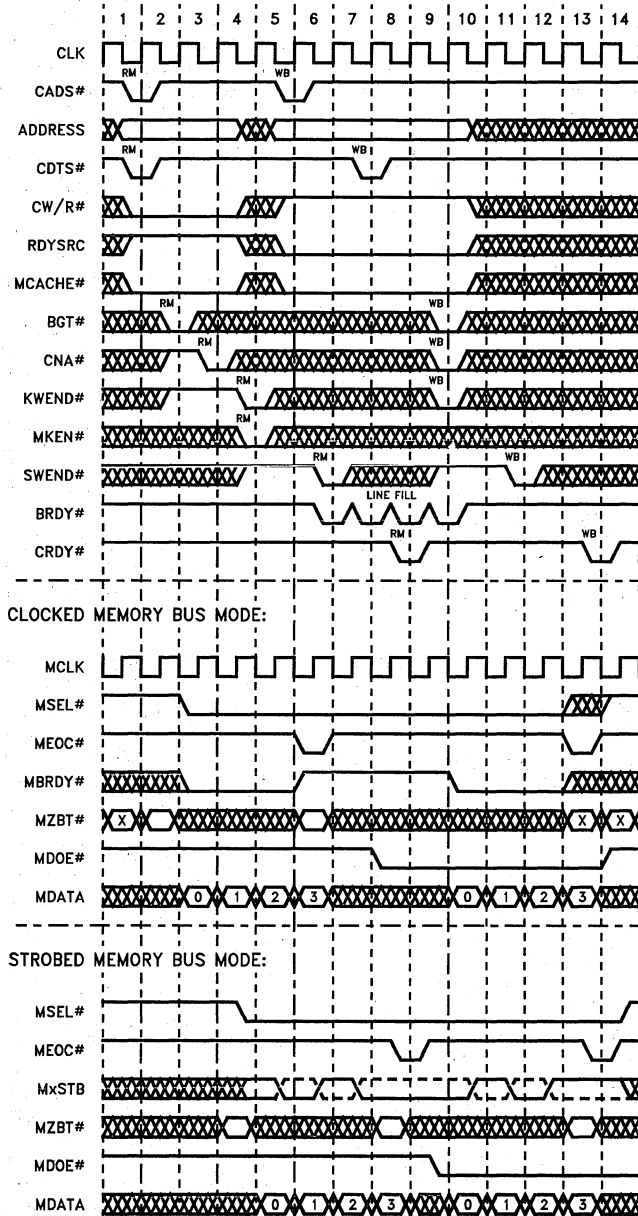 1 2 3 4 5 6 7 8 9 10 11 12 13 14
CLK
RM WB
CADS#
ADDRESS
RM WB
CDTS#
CW/R#
RDYSRC
MCACHE#
RM WB
BGT#
RM WB
CNA#
RM WB
KWEND#
RM
MKEN#
RM WB
SWEND#
LINE FILL
BRDY#
RM WB
CRDY#
CLOCKED MEMORY BUS MODE:
MCLK
MSEL#
MEOC#
MBRDY#
MZBT# X X X
MDOE#
MDATA 0 1 2 3 0 1 2 3
STROBED MEMORY BUS MODE:
MSEL#
MEOC#
MxSTB
MZBT#
MDOE#
MDATA 0 1 2 3 0 1 2 3